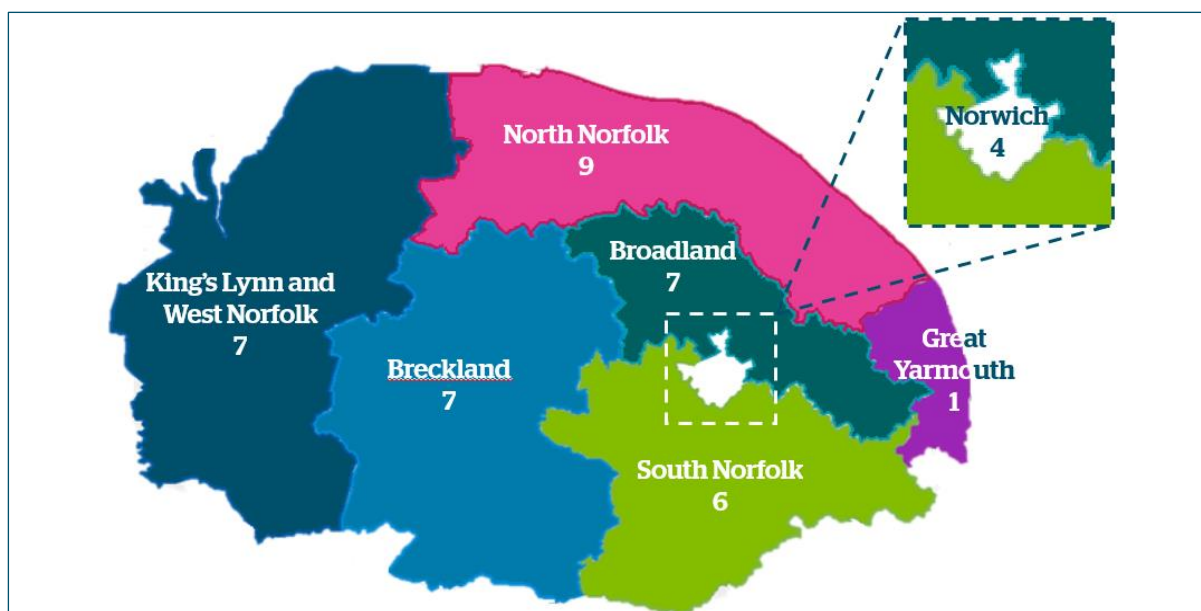 North Norfolk
9
Norwich
4
Broadland
7
King's Lynn and
West Norfolk
7
Breckland
7
Great
Yarmouth
1
South Norfolk
6